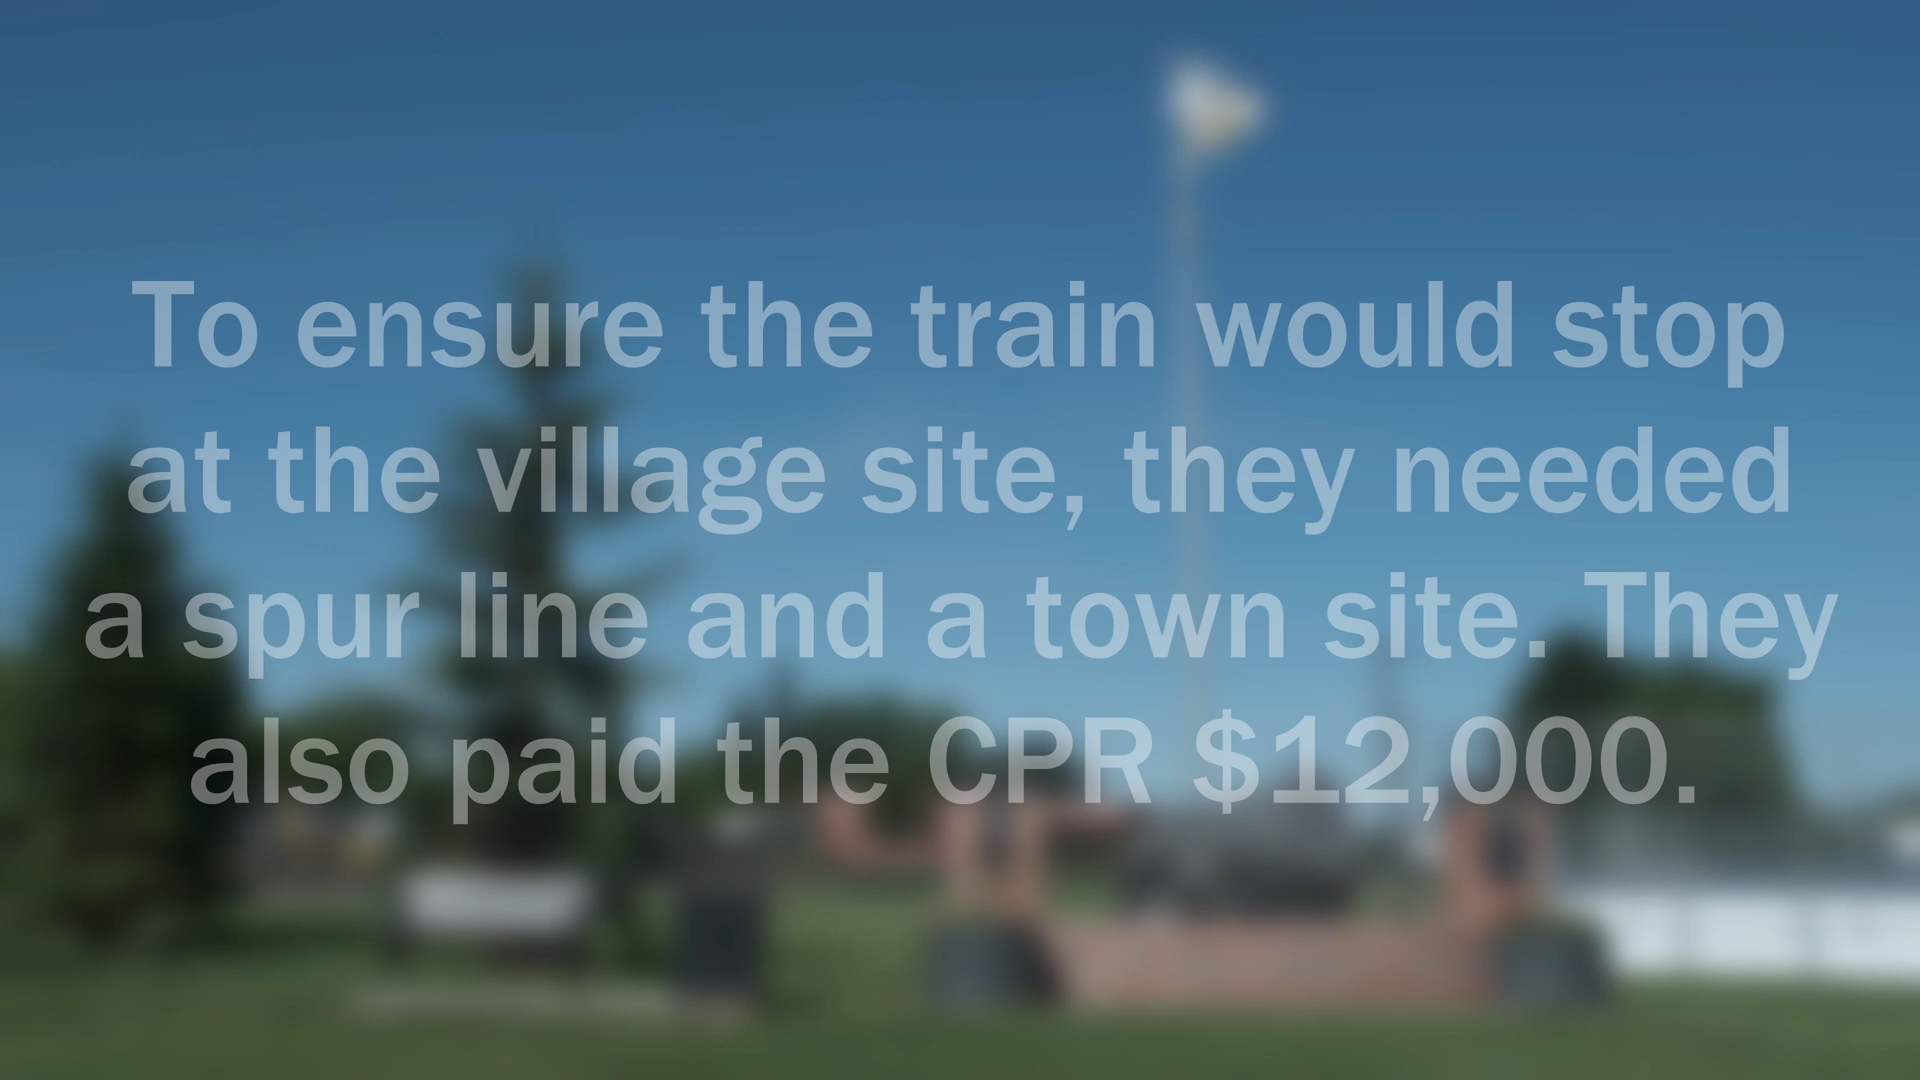 To ensure the train would stop
at the village site, they needed
a spur line and a town site. They
also paid the CPR $12,000.